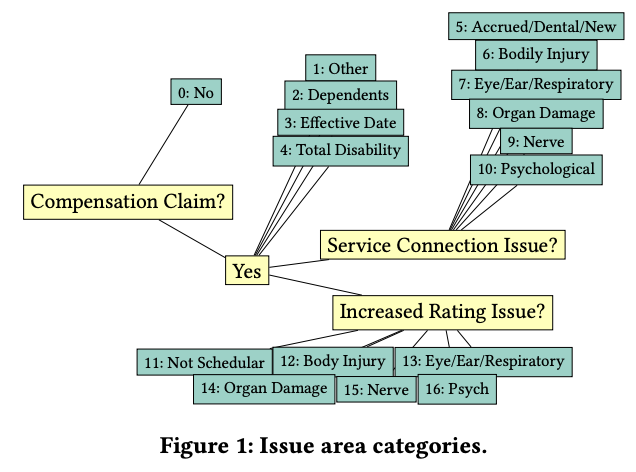 5: Accrued/Dental/New
6: Bodily Injury
1: Other
7: Eye/Ear/Respiratory
0: No
2: Dependents
8: Organ Damage
3: Effective Date
9: Nerve
4: Total Disability
10: Psychological
Compensation Claim?
Service Connection Issue?
Yes
Increased Rating Issue?
11: Not Schedular
12: Body Injury
13: Eye/Ear/Respiratory
14: Organ Damage
15: Nerve
16: Psych
Figure 1: Issue area categories.